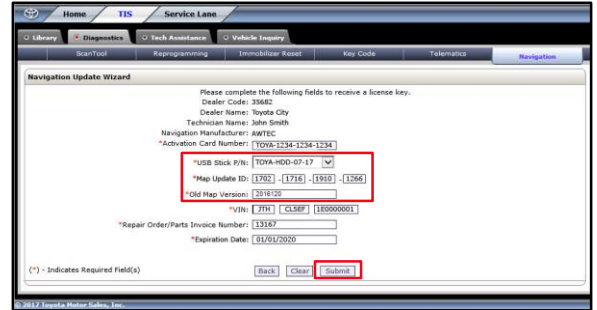 Home TIS Service Lane
Library Diagnostics Tech Assistance Vehicle Inquiry
ScanTool Reprogramming Immobilizer Reset Key Code Telematics Navigation
Navigation Update Wizard
Please complete the following fields to receive a license key.
Dealer Code: 35682
Dealer Name: Toyota City
Technician Name: John Smith
Navigation Manufacturer: AWTEC
*Activation Card Number: TOYA-1234-1234-1234
*USB Stick P/N: TOYA-HDD-07-17
*Map Update ID: 1702 - 1716 - 1910 - 1266
*Old Map Version: 2016120
*VIN: JTH CL5EF 1E0000001
*Repair Order/Parts Invoice Number: 13167
*Expiration Date: 01/01/2020
(*) - Indicates Required Field(s) Back Clear Submit
© 2017 Toyota Motor Sales, Inc.